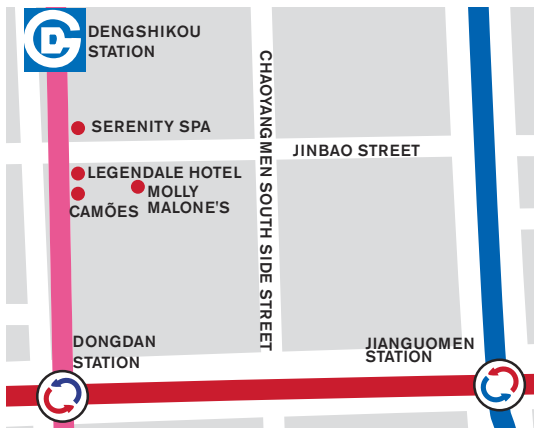 DENGSHIKOU
STATION
SERENITY SPA
CHAOYANGMEN SOUTH SIDE STREET
JINBAO STREET
LEGENDALE HOTEL
MOLLY
MALONE'S
CAMÕES
DONGDAN
STATION
JIANGUOMEN
STATION